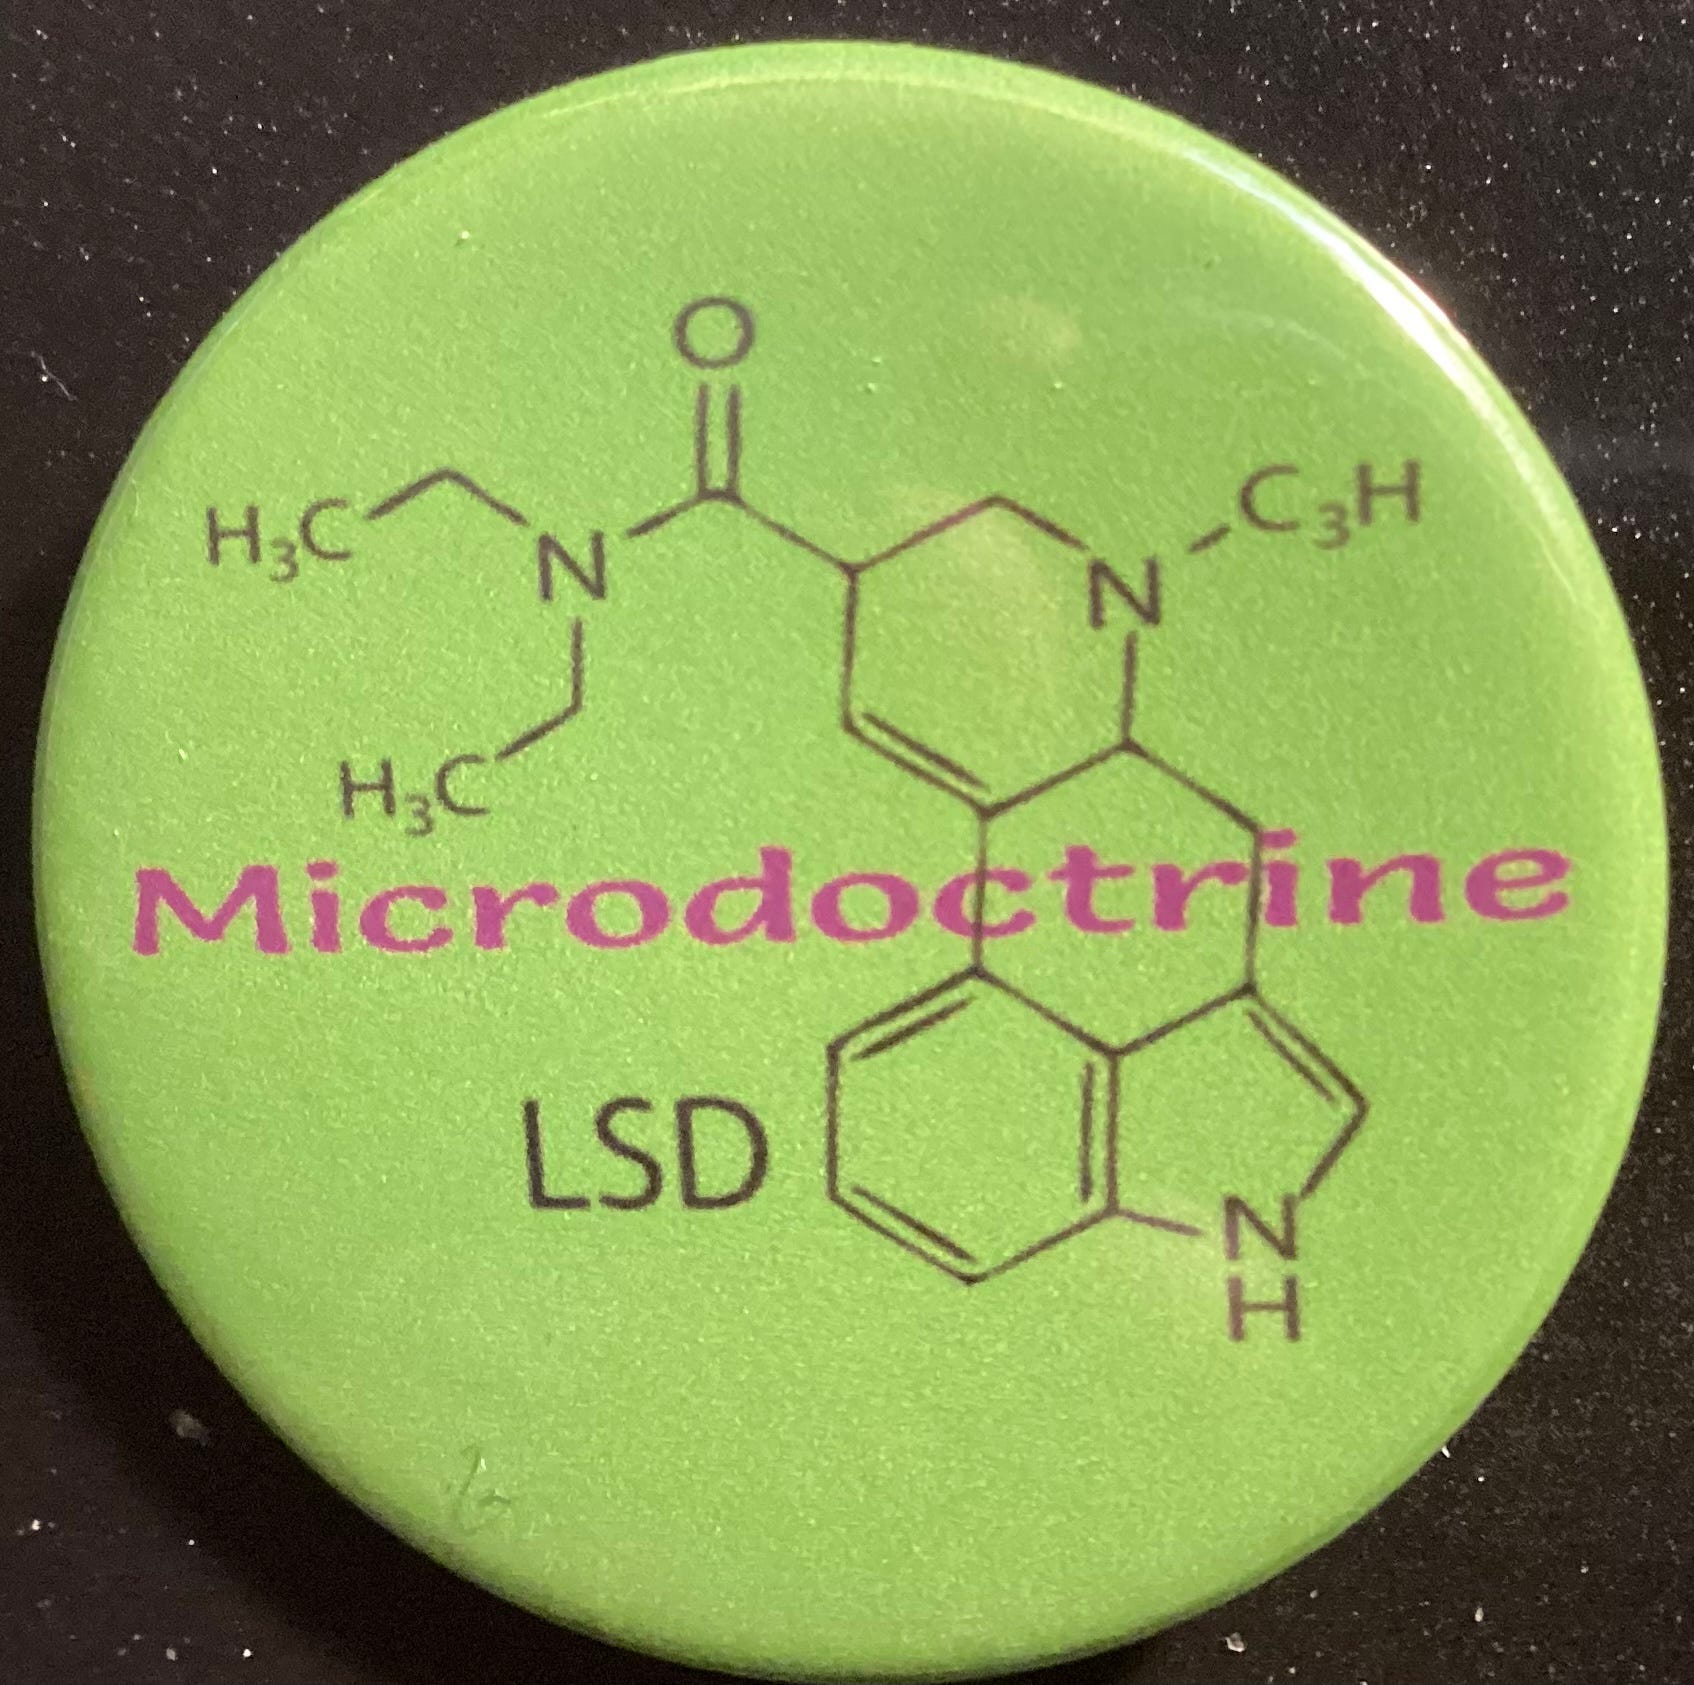 O
H₃C
N
N
C₃H
H₃C
Microdoctrine
LSD
N
H